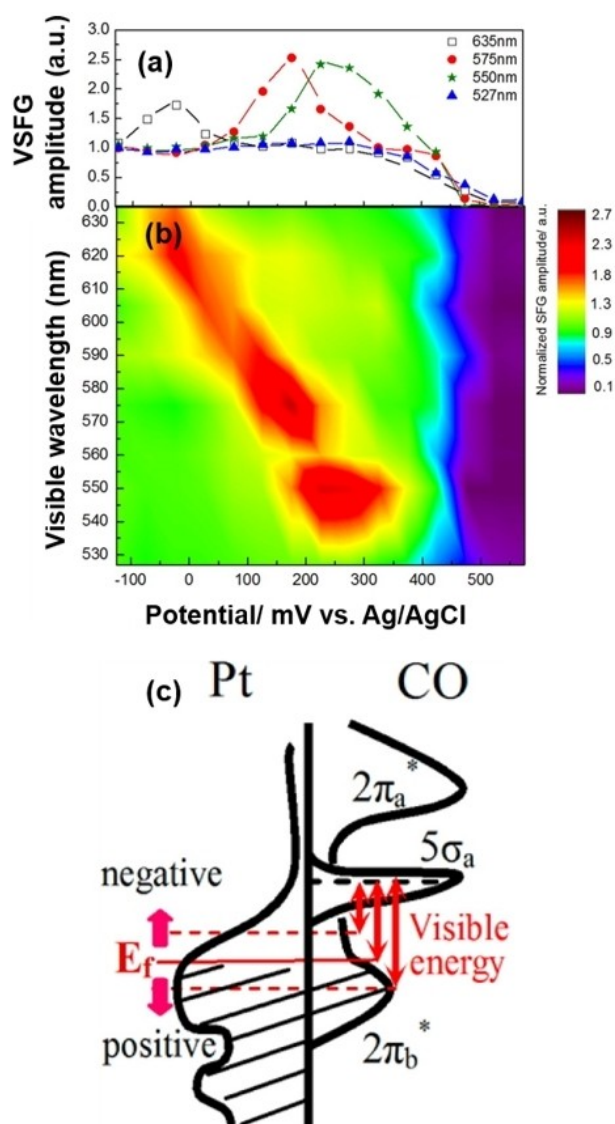 (a)
VSFG
amplitude (a.u.)
3.0
2.5
2.0
1.5
1.0
0.5
0.0
635nm
575nm
550nm
527nm
(b)
Visible wavelength (nm)
630
620
610
600
590
580
570
560
550
540
530
-100 0 100 200 300 400 500
Potential/ mV vs. Ag/AgCl
Normalized SFG amplitude/ a.u.
2.7
1.8
1.3
0.9
0.5
0.1
(c)
Pt CO
2πa*
5σa
negative
Ef
positive
Visible
energy
2πb*